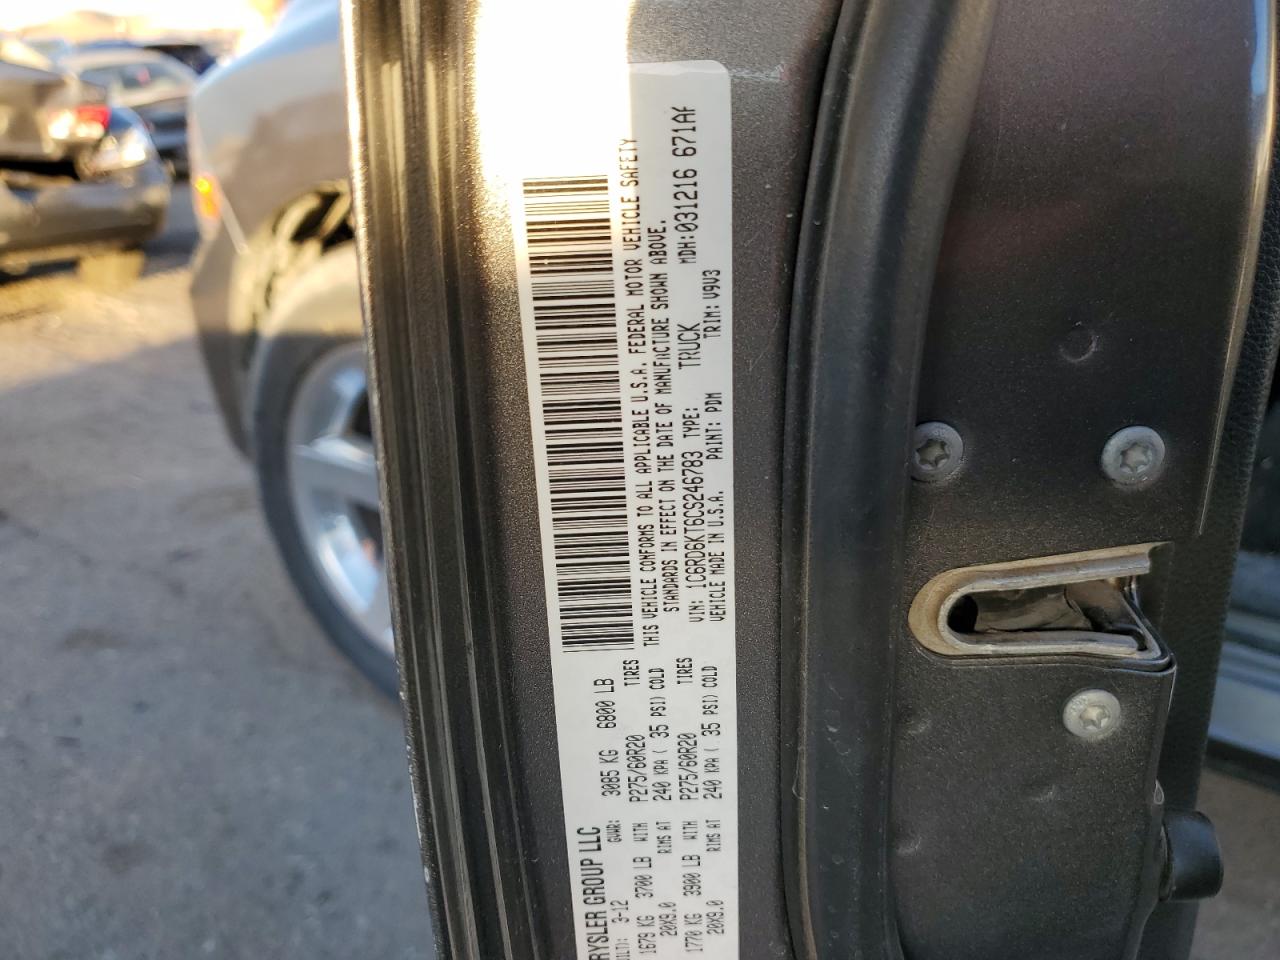 RYSLER GROUP LLC
UILT): 3-12 GVWR: 3085 KG 6800 LB
1679 KG 3700 LB WITH P275/60R20 TIRES
20X9.0 RIMS AT 240 KPA ( 35 PSI) COLD
1770 KG 3900 LB WITH P275/60R20 TIRES
20X9.0 RIMS AT 240 KPA ( 35 PSI) COLD
THIS VEHICLE CONFORMS TO ALL APPLICABLE U.S.A. FEDERAL MOTOR VEHICLE SAFETY
STANDARDS IN EFFECT ON THE DATE OF MANUFACTURE SHOWN ABOVE.
VIN: 1C6RD6KT6CS246783 TYPE: TRUCK MDH:031216 671Af
VEHICLE MADE IN U.S.A. PAINT: PDM TRIM: V9V3